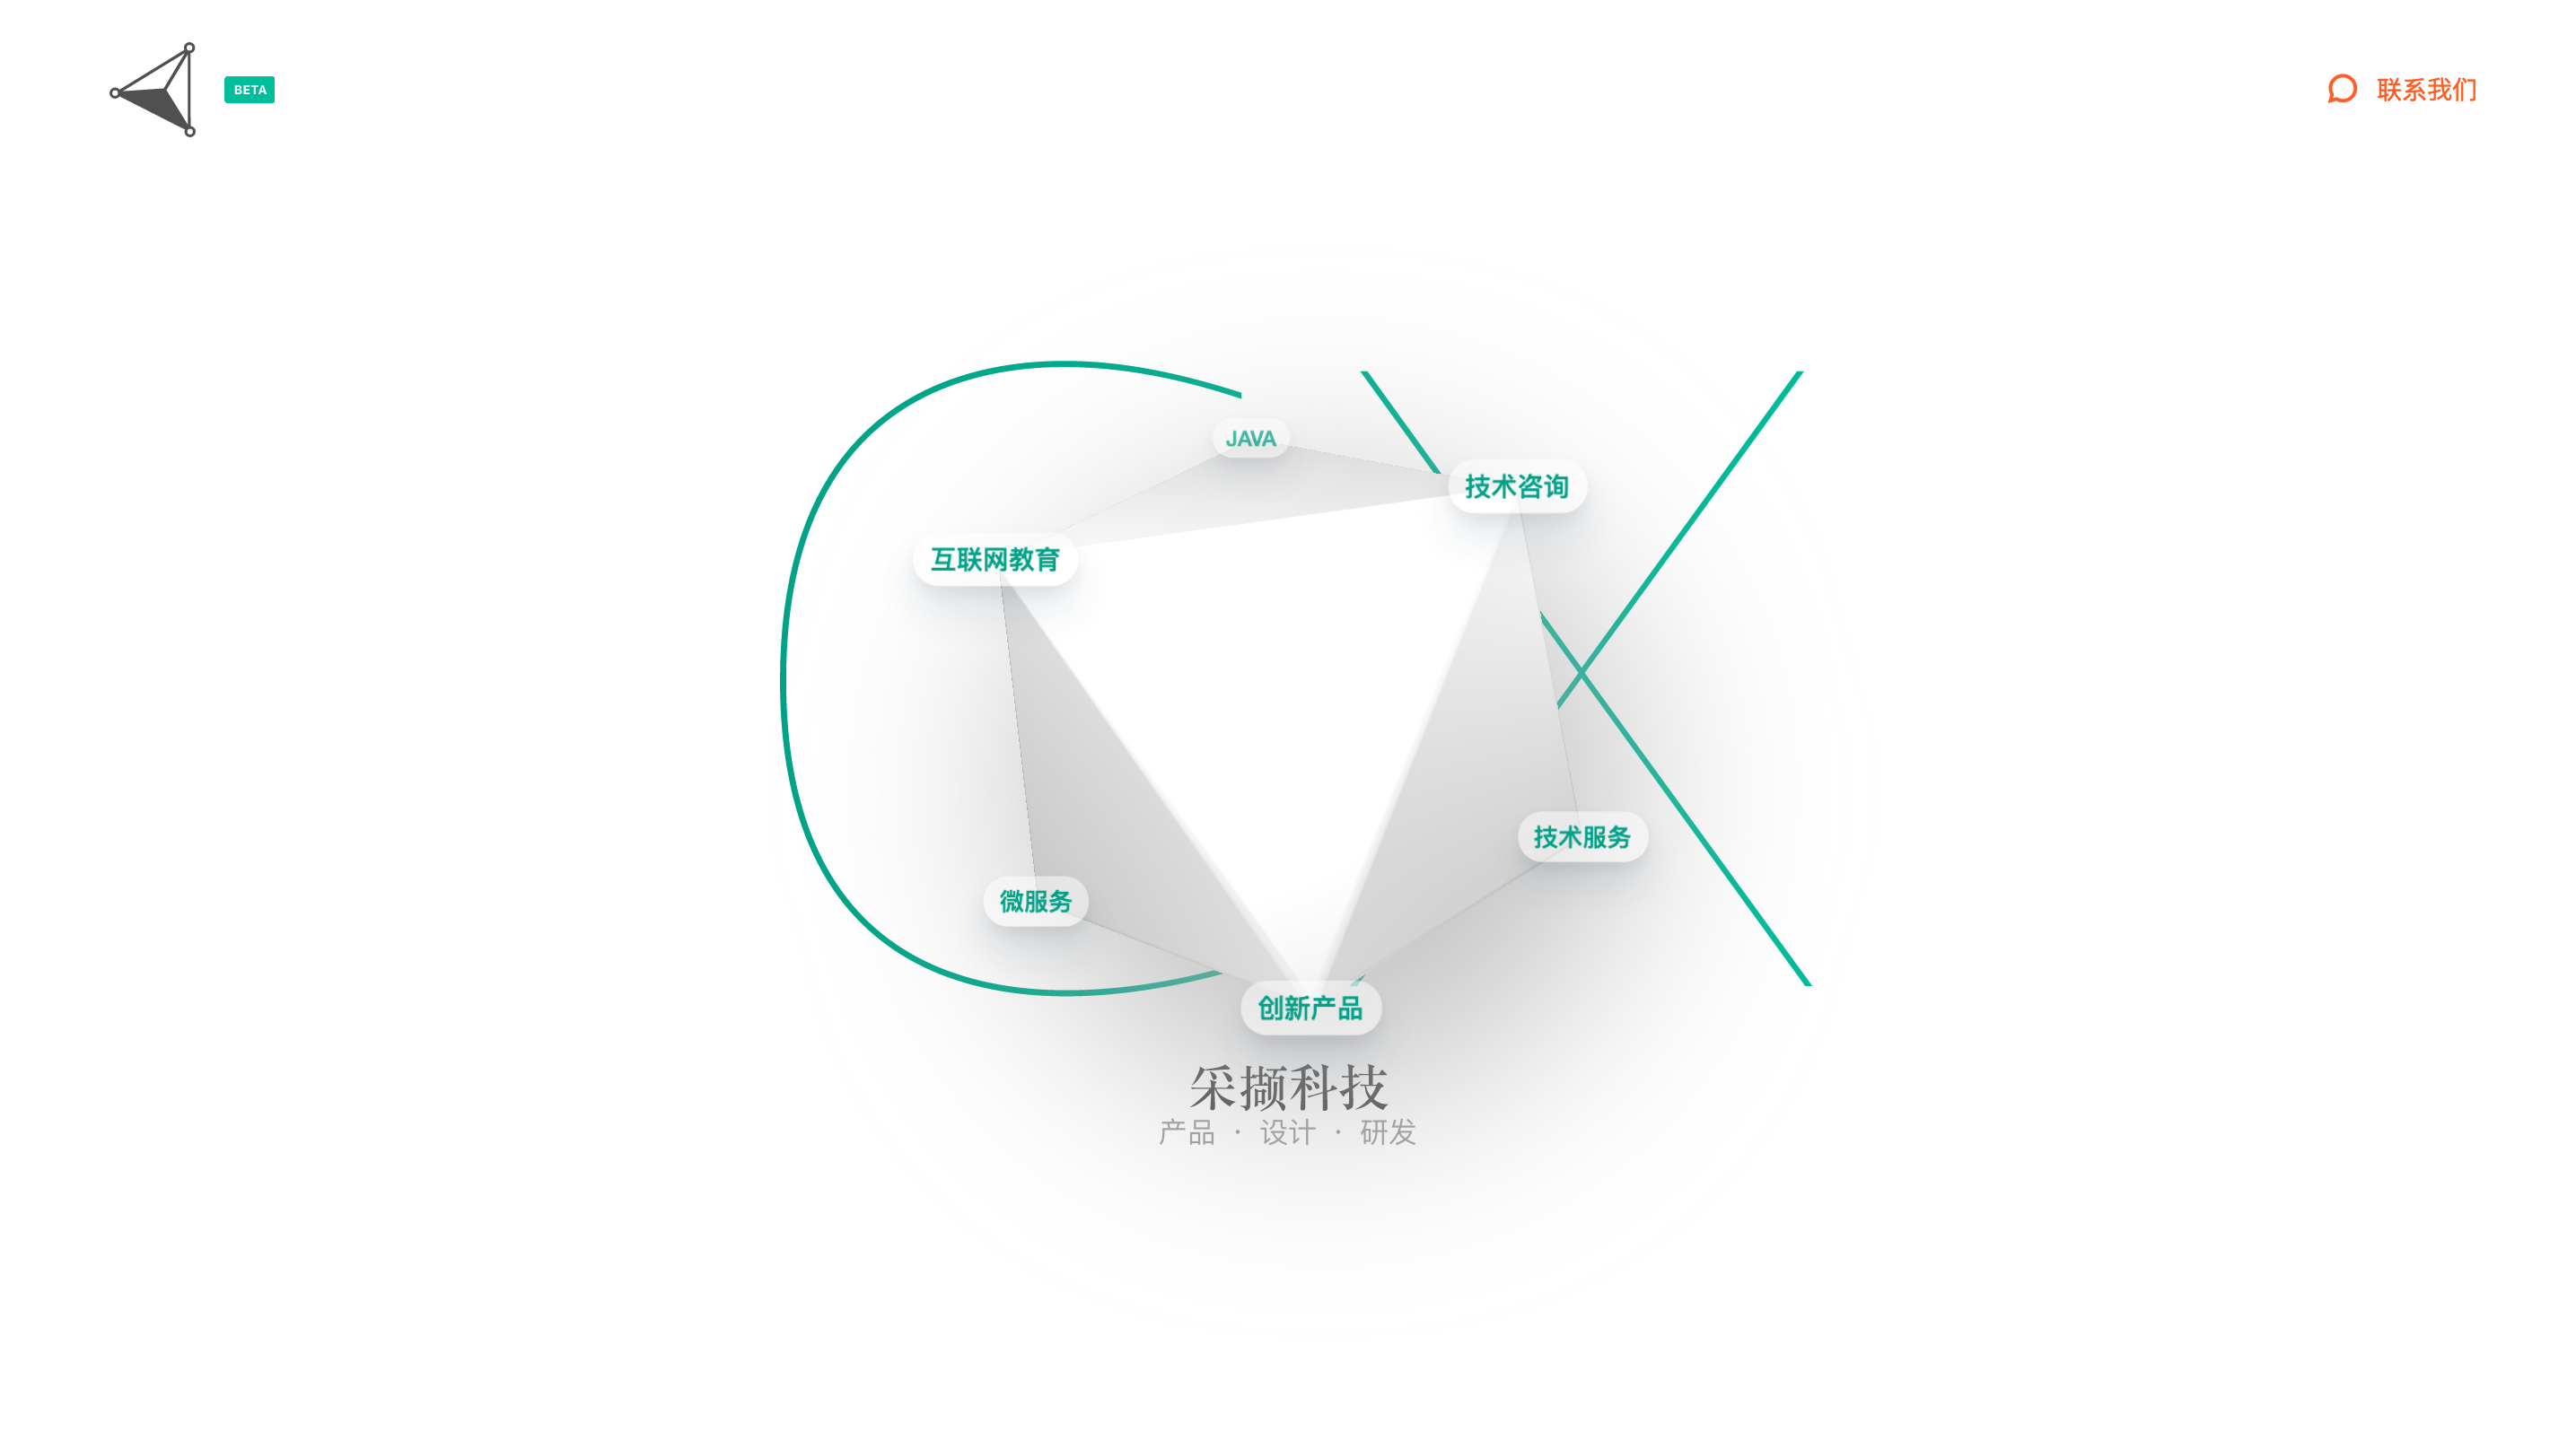 BETA
联系我们
JAVA
技术咨询
互联网教育
技术服务
微服务
创新产品
采撷科技
产品 · 设计 · 研发